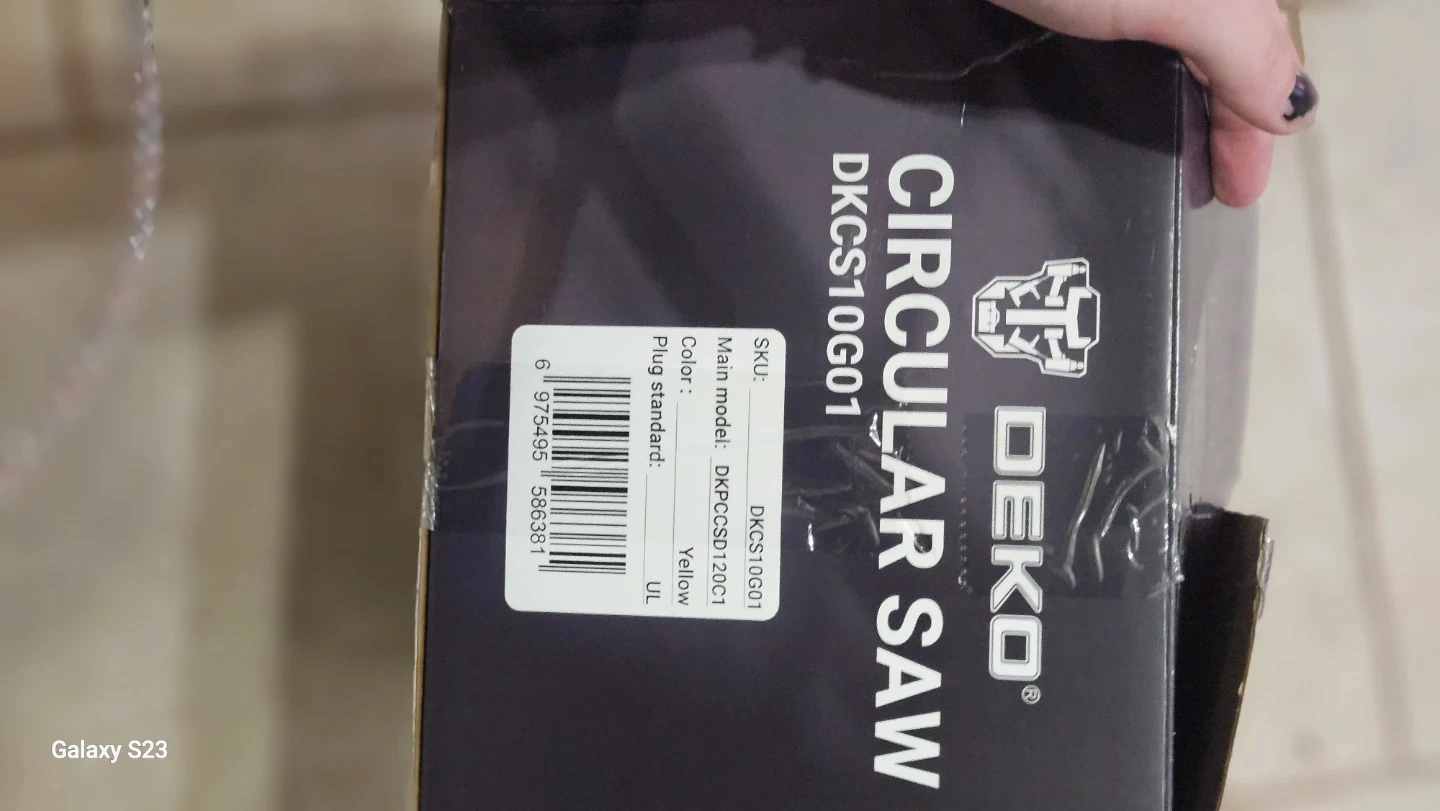 DEKO®
CIRCULAR SAW
DKCS10G01
SKU: DKCS10G01
Main model: DKPCCSD120C1
Color: Yellow
Plug standard: UL
6 975495 586381
Galaxy S23